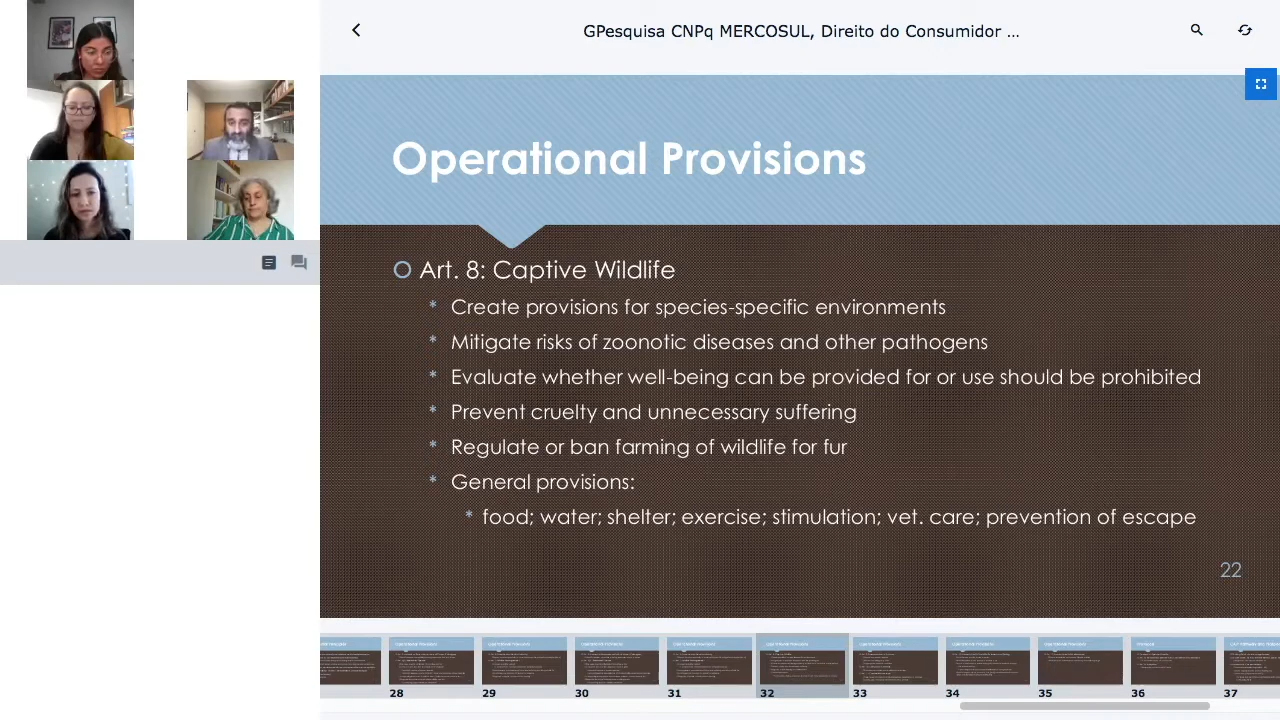 GPesquisa CNPq MERCOSUL, Direito do Consumidor ...
Operational Provisions
Art. 8: Captive Wildlife
* Create provisions for species-specific environments
* Mitigate risks of zoonotic diseases and other pathogens
* Evaluate whether well-being can be provided for or use should be prohibited
* Prevent cruelty and unnecessary suffering
* Regulate or ban farming of wildlife for fur
* General provisions:
* food; water; shelter; exercise; stimulation; vet. care; prevention of escape
22
28 29 30 31 32 33 34 35 36 37